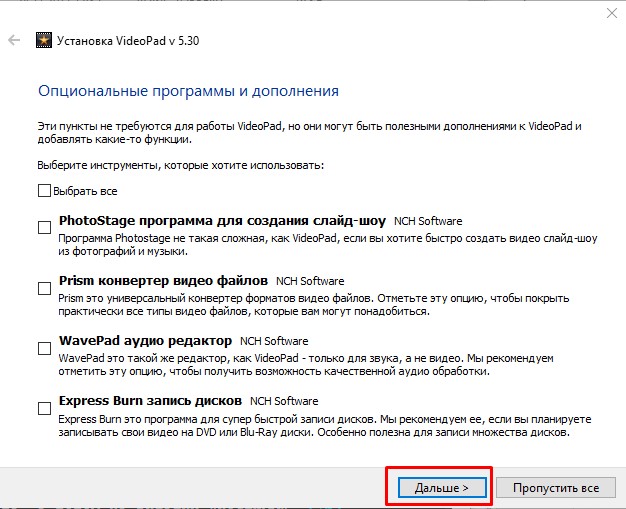 Установка VideoPad v 5.30
Опциональные программы и дополнения
Эти пункты не требуются для работы VideoPad, но они могут быть полезными дополнениями к VideoPad и
добавлять какие-то функции.
Выберите инструменты, которые хотите использовать:
Выбрать все
PhotoStage программа для создания слайд-шоу NCH Software
Программа Photostage не такая сложная, как VideoPad, если вы хотите быстро создать видео слайд-шоу
из фотографий и музыки.
Prism конвертер видео файлов NCH Software
Prism это универсальный конвертер форматов видео файлов. Отметьте эту опцию, чтобы покрыть
практически все типы видео файлов, которые вам могут понадобиться.
WavePad аудио редактор NCH Software
WavePad это такой же редактор, как VideoPad - только для звука, а не видео. Мы рекомендуем
отметить эту опцию, чтобы получить возможность качественной аудио обработки.
Express Burn запись дисков NCH Software
Express Burn это программа для супер быстрой записи дисков. Мы рекомендуем ее, если вы планируете
записывать свои видео на DVD или Blu-Ray диски. Особенно полезна для записи множества дисков.
Дальше > Пропустить все